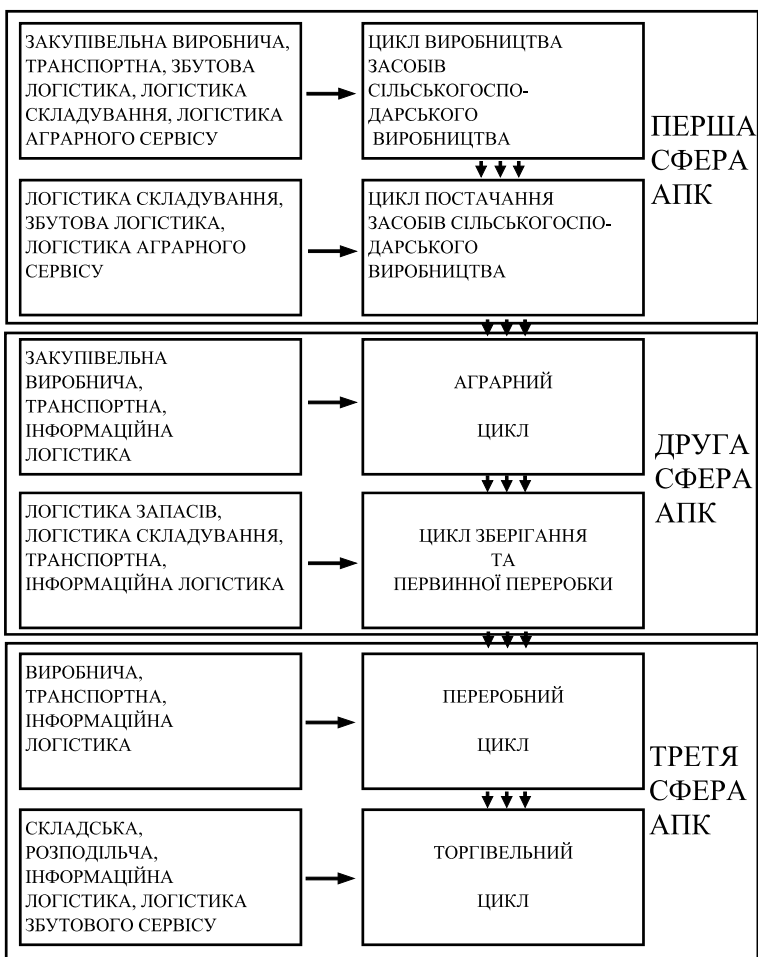 ЗАКУПІВЕЛЬНА ВИРОБНИЧА,
ТРАНСПОРТНА, ЗБУТОВА
ЛОГІСТИКА, ЛОГІСТИКА
СКЛАДУВАННЯ, ЛОГІСТИКА
АГРАРНОГО СЕРВІСУ
ЦИКЛ ВИРОБНИЦТВА
ЗАСОБІВ
СІЛЬСЬКОГОСПО-
ДАРСЬКОГО
ВИРОБНИЦТВА
ЛОГІСТИКА СКЛАДУВАННЯ,
ЗБУТОВА ЛОГІСТИКА,
ЛОГІСТИКА АГРАРНОГО
СЕРВІСУ
ЦИКЛ ПОСТАЧАННЯ
ЗАСОБІВ СІЛЬСЬКОГОСПО-
ДАРСЬКОГО
ВИРОБНИЦТВА
ПЕРША
СФЕРА
АПК
ЗАКУПІВЕЛЬНА
ВИРОБНИЧА,
ТРАНСПОРТНА,
ІНФОРМАЦІЙНА
ЛОГІСТИКА
АГРАРНИЙ
ЦИКЛ
ЛОГІСТИКА ЗАПАСІВ,
ЛОГІСТИКА СКЛАДУВАННЯ,
ТРАНСПОРТНА,
ІНФОРМАЦІЙНА ЛОГІСТИКА
ЦИКЛ ЗБЕРІГАННЯ
ТА
ПЕРВИННОЇ ПЕРЕРОБКИ
ДРУГА
СФЕРА
АПК
ВИРОБНИЧА,
ТРАНСПОРТНА,
ІНФОРМАЦІЙНА
ЛОГІСТИКА
ПЕРЕРОБНИЙ
ЦИКЛ
СКЛАДСЬКА,
РОЗПОДІЛЬЧА,
ІНФОРМАЦІЙНА
ЛОГІСТИКА, ЛОГІСТИКА
ЗБУТОВОГО СЕРВІСУ
ТОРГІВЕЛЬНИЙ
ЦИКЛ
ТРЕТЯ
СФЕРА
АПК